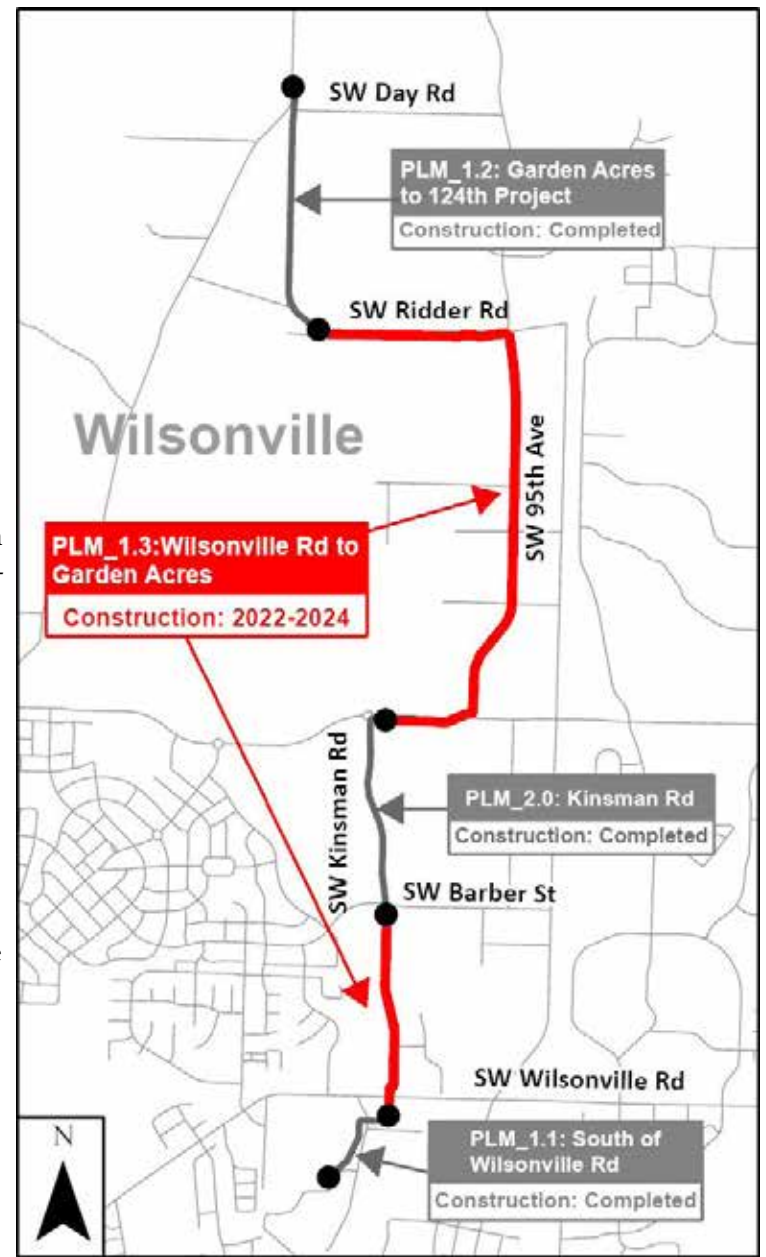 SW Day Rd
PLM_1.2: Garden Acres
to 124th Project
Construction: Completed
SW Ridder Rd
Wilsonville
SW 95th Ave
PLM_1.3:Wilsonville Rd to
Garden Acres
Construction: 2022-2024
SW Kinsman Rd
PLM_2.0: Kinsman Rd
Construction: Completed
SW Barber St
SW Wilsonville Rd
N
PLM_1.1: South of
Wilsonville Rd
Construction: Completed